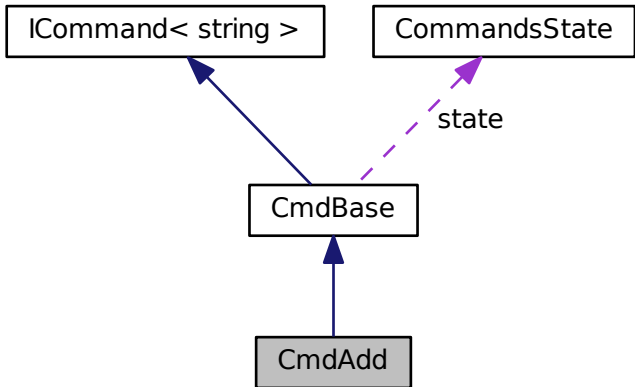 ICommand< string >
CommandsState
state
CmdBase
CmdAdd